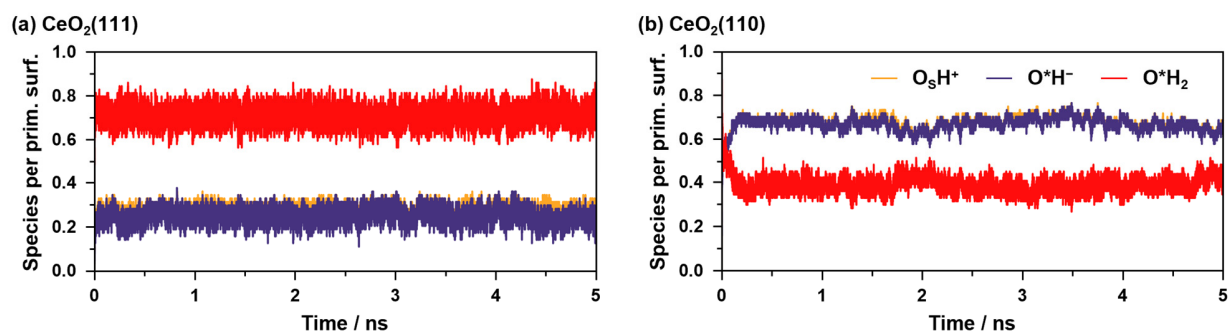 (a) CeO₂(111)
Species per prim. surf.
1.0
0.8
0.6
0.4
0.2
0.0
0 1 2 3 4 5
Time / ns
(b) CeO₂(110)
Species per prim. surf.
1.0
0.8
0.6
0.4
0.2
0.0
OₛH⁺ O*H⁻ O*H₂
0 1 2 3 4 5
Time / ns